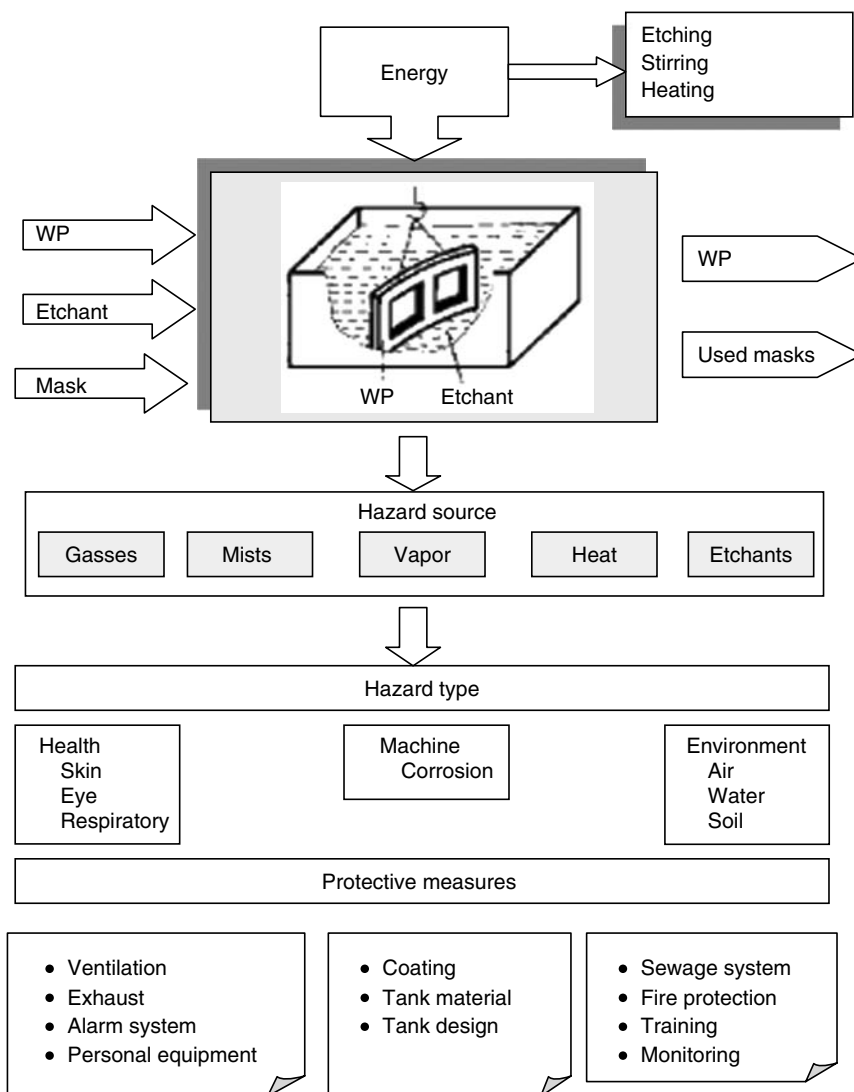 Energy
Etching
Stirring
Heating
WP
Etchant
Mask
WP
Etchant
WP
Used masks
Hazard source
Gasses
Mists
Vapor
Heat
Etchants
Hazard type
Health
Skin
Eye
Respiratory
Machine
Corrosion
Environment
Air
Water
Soil
Protective measures
• Ventilation
• Exhaust
• Alarm system
• Personal equipment
• Coating
• Tank material
• Tank design
• Sewage system
• Fire protection
• Training
• Monitoring